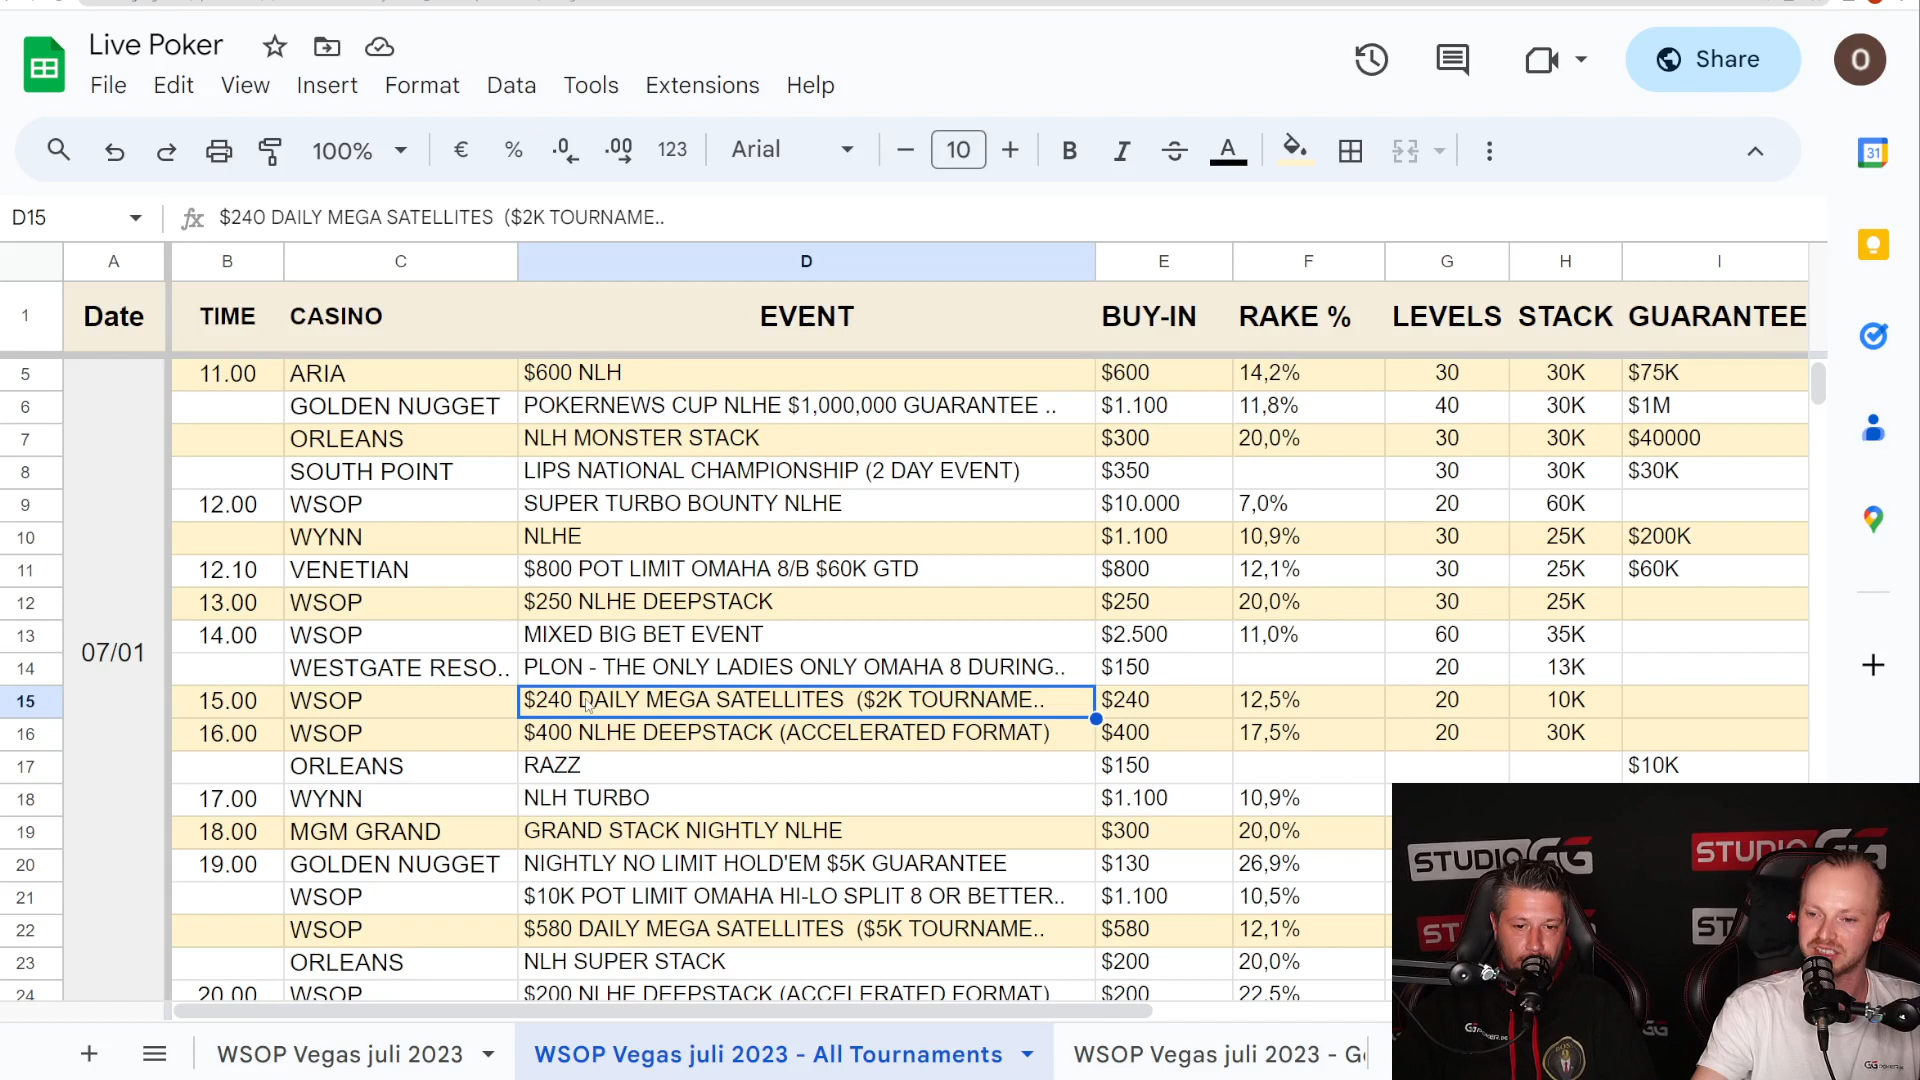 Live Poker
File Edit View Insert Format Data Tools Extensions Help
Share
O
100% € % .0 .00 123 Arial 10 B I A
31
D15 fx $240 DAILY MEGA SATELLITES ($2K TOURNAME..
A B C D E F G H I
1 Date TIME CASINO EVENT BUY-IN RAKE % LEVELS STACK GUARANTEE
5 11.00 ARIA $600 NLH $600 14,2% 30 30K $75K
6 GOLDEN NUGGET POKERNEWS CUP NLHE $1,000,000 GUARANTEE .. $1.100 11,8% 40 30K $1M
7 ORLEANS NLH MONSTER STACK $300 20,0% 30 30K $40000
8 SOUTH POINT LIPS NATIONAL CHAMPIONSHIP (2 DAY EVENT) $350 30 30K $30K
9 12.00 WSOP SUPER TURBO BOUNTY NLHE $10.000 7,0% 20 60K
10 WYNN NLHE $1.100 10,9% 30 25K $200K
11 12.10 VENETIAN $800 POT LIMIT OMAHA 8/B $60K GTD $800 12,1% 30 25K $60K
12 13.00 WSOP $250 NLHE DEEPSTACK $250 20,0% 30 25K
13 14.00 WSOP MIXED BIG BET EVENT $2.500 11,0% 60 35K
07/01
14 WESTGATE RESO.. PLON - THE ONLY LADIES ONLY OMAHA 8 DURING.. $150 20 13K
15 15.00 WSOP $240 DAILY MEGA SATELLITES ($2K TOURNAME.. $240 12,5% 20 10K
16 16.00 WSOP $400 NLHE DEEPSTACK (ACCELERATED FORMAT) $400 17,5% 20 30K
17 ORLEANS RAZZ $150 $10K
18 17.00 WYNN NLH TURBO $1.100 10,9%
19 18.00 MGM GRAND GRAND STACK NIGHTLY NLHE $300 20,0%
20 19.00 GOLDEN NUGGET NIGHTLY NO LIMIT HOLD'EM $5K GUARANTEE $130 26,9%
21 WSOP $10K POT LIMIT OMAHA HI-LO SPLIT 8 OR BETTER.. $1.100 10,5%
22 WSOP $580 DAILY MEGA SATELLITES ($5K TOURNAME.. $580 12,1%
23 ORLEANS NLH SUPER STACK $200 20,0%
24 20.00 WSOP $200 NLHE DEEPSTACK (ACCELERATED FORMAT) $200 22,5%
STUDIO GG
STUDIO GG
WSOP Vegas juli 2023 WSOP Vegas juli 2023 - All Tournaments WSOP Vegas juli 2023 - G